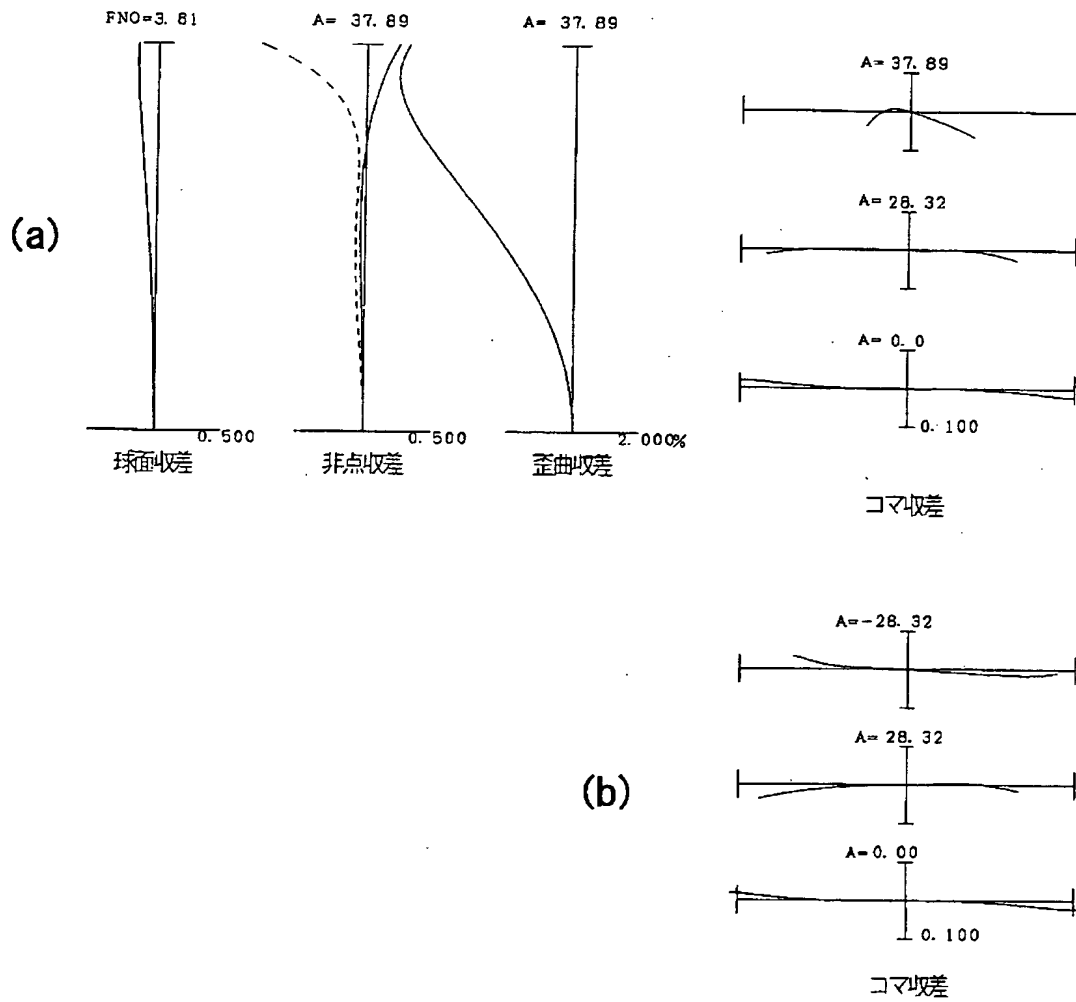 (a)
FNO=3. 81
0. 500
球面収差
A= 37. 89
0. 500
非点収差
A= 37. 89
2. 000%
歪曲収差
A= 37. 89
A= 28. 32
A= 0. 0
0. 100
コマ収差
(b)
A=-28. 32
A= 28. 32
A= 0. 00
0. 100
コマ収差